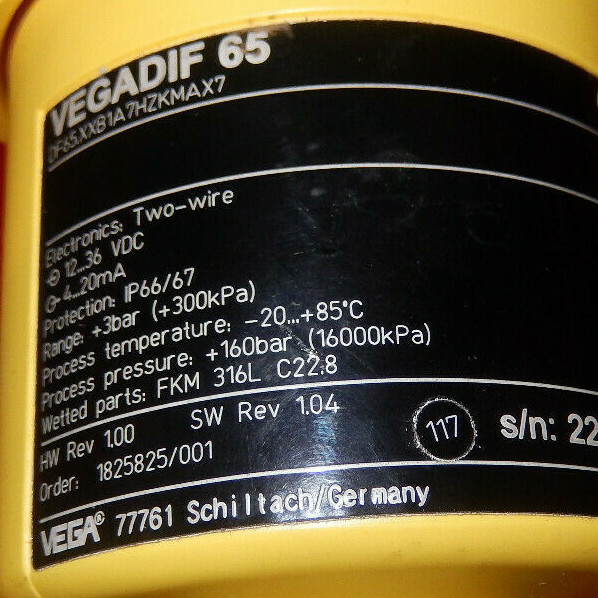 VEGADIF 65
DF65.XXB1A7HZKMAX7
Electronics: Two-wire
12...36 VDC
4...20mA
Protection: IP66/67
Range: +3bar (+300kPa)
Process temperature: -20...+85°C
Process pressure: +160bar (16000kPa)
Wetted parts: FKM 316L C22.8
HW Rev 1.00 SW Rev 1.04
Order: 1825825/001
117 s/n: 22
VEGA® 77761 Schiltach/Germany